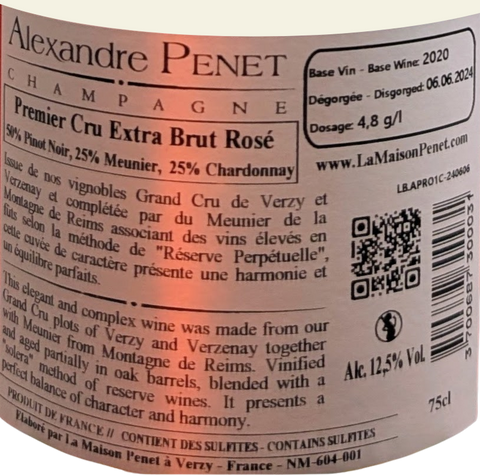 Alexandre PENET
CHAMPAGNE
Premier Cru Extra Brut Rosé
50% Pinot Noir, 25% Meunier, 25% Chardonnay
Issue de nos vignobles Grand Cru de Verzy et
Verzenay et complétée par du Meunier de la
Montagne de Reims associant des vins élevés en
fûts selon la méthode de "Réserve Perpétuelle",
cette cuvée de caractère présente une harmonie et
un équilibre parfaits.
This elegant and complex wine was made from our
Grand Cru plots of Verzy and Verzenay together
with Meunier from Montagne de Reims. Vinified
and aged partially in oak barrels, blended with a
"solera" method of reserve wines. It presents a
perfect balance of character and harmony.
PRODUIT DE FRANCE // CONTIENT DES SULFITES - CONTAINS SULFITES
Elaboré par La Maison Penet à Verzy - France - NM-604-001
Base Vin - Base Wine: 2020
Dégorgée - Disgorged: 06.06.2024
Dosage: 4,8 g/l
www.LaMaisonPenet.com
LB.APRO1C-240606
3 700687 300031
Alc. 12,5% Vol.
75cl